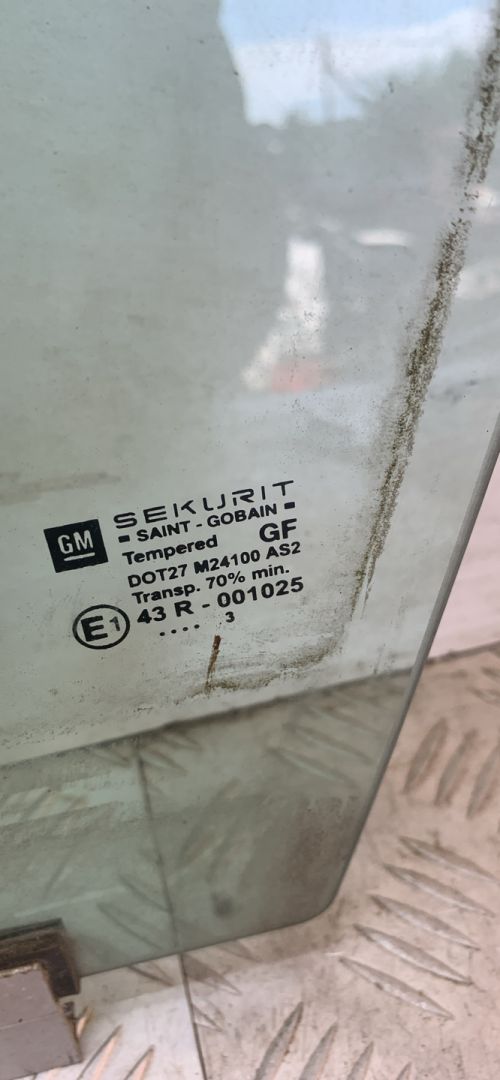 SEKURIT
GM
SAINT - GOBAIN
Tempered GF
DOT27 M24100 AS2
Transp. 70% min.
E1 43 R - 001025
.... 3